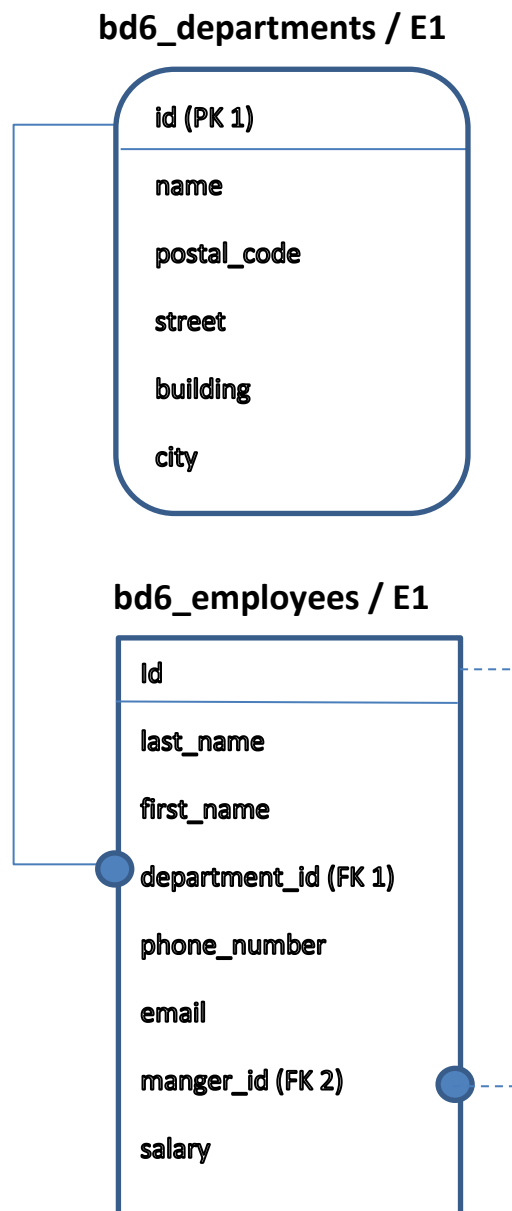 bd6_departments / E1
id (PK 1)
name
postal_code
street
building
city
bd6_employees / E1
Id
last_name
first_name
department_id (FK 1)
phone_number
email
manger_id (FK 2)
salary